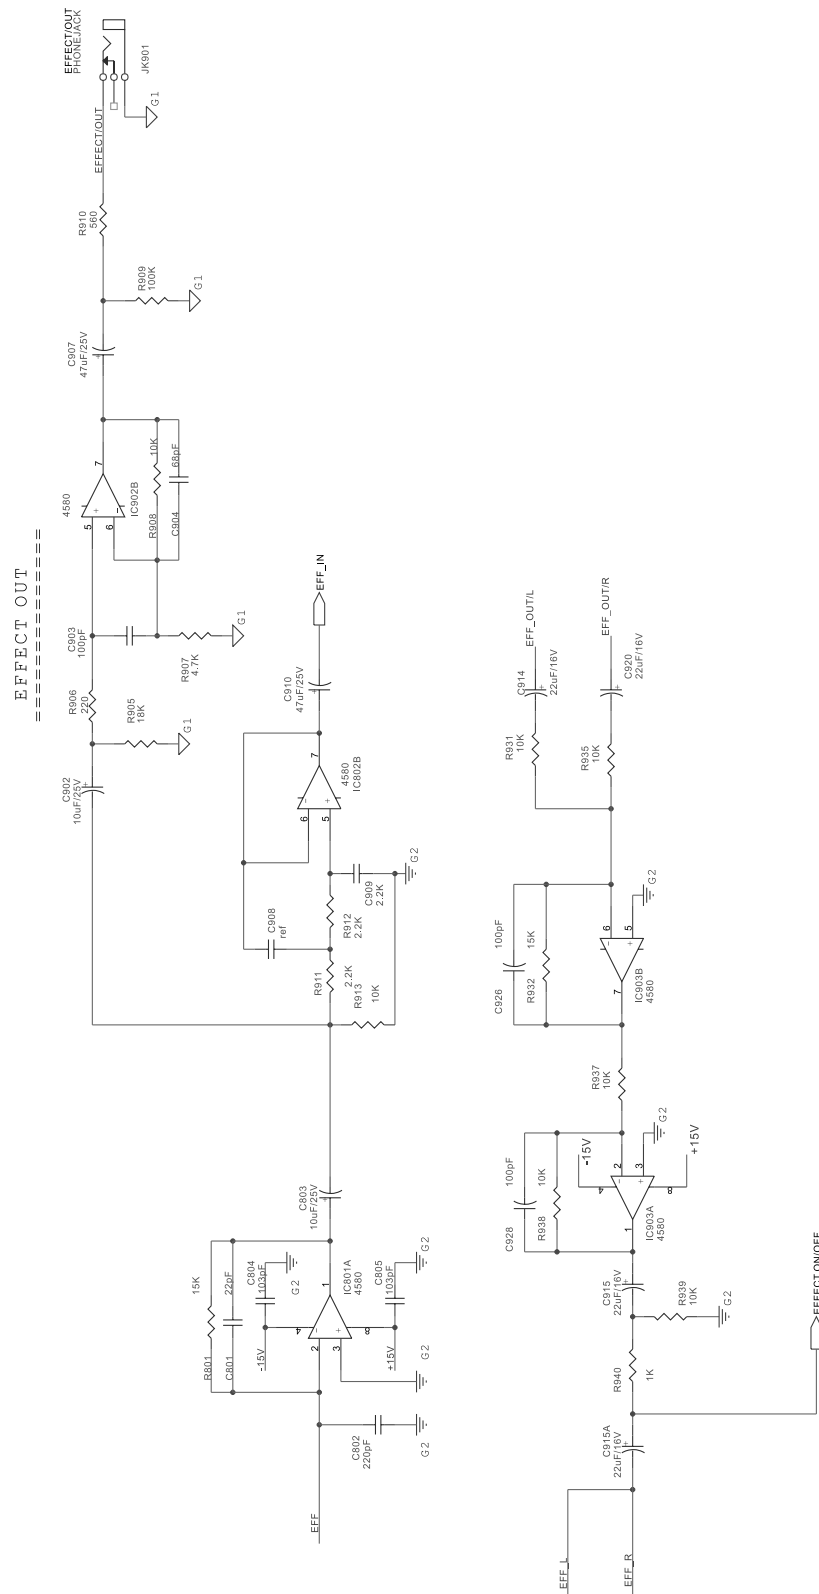 EFFECT OUT
=============
EFFECT/OUT
PHONEJACK
JK901
G1
EFFECT/OUT
R910
560
R909
100K
G1
C907
47uF/25V
4580
IC902B
5
6
7
+
-
R908
10K
C904
68pF
C903
100pF
R907
4.7K
G1
R906
220
R905
18K
G1
C902
10uF/25V
+
EFF_IN
C910
47uF/25V
+
4580
IC802B
7
6
5
-
+
C908
ref
R912
2.2K
C909
2.2K
G2
R911
2.2K
R913
10K
C803
10uF/25V
+
R801
15K
C801
22pF
C804
103pF
G2
IC801A
4580
C805
103pF
G2
-15V
+15V
4
8
2
3
1
-
+
G2
C802
220pF
G2
EFF
EFF_OUT/L
EFF_OUT/R
C914
22uF/16V
+
C920
22uF/16V
+
R931
10K
R935
10K
C926
100pF
R932
15K
6
5
7
-
+
G2
IC903B
4580
R937
10K
C928
100pF
R938
10K
-15V
+15V
4
8
2
3
1
-
+
G2
IC903A
4580
C915
22uF/16V
+
R939
10K
G2
R940
1K
C915A
22uF/16V
+
EFF_L
EFF_R
EFFECT ON/OFF